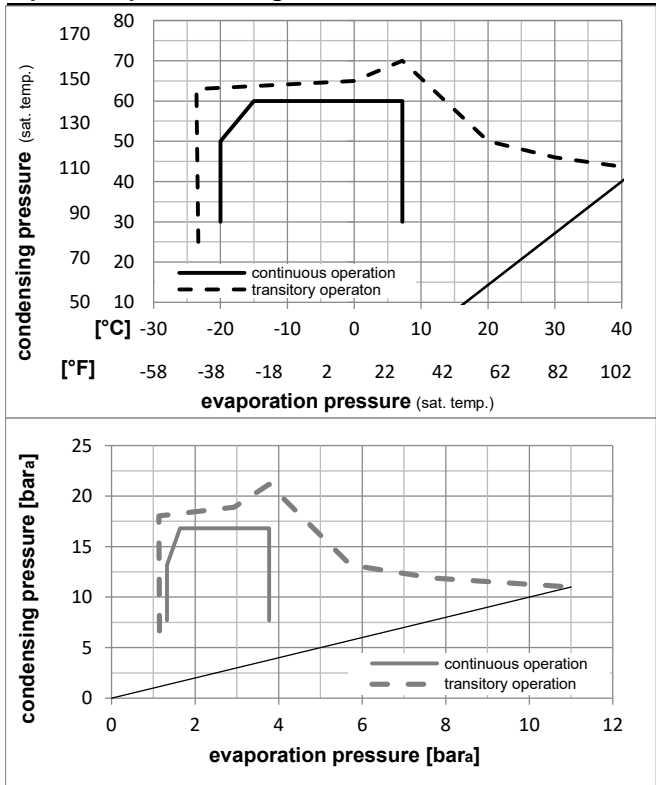 80
170
70
150
60
130
50
110
40
90
30
70
20
50
10
condensing pressure (sat. temp.)
continuous operation
transitory operaton
[°C] -30 -20 -10 0 10 20 30 40
[°F] -58 -38 -18 2 22 42 62 82 102
evaporation pressure (sat. temp.)
25
20
15
10
5
0
condensing pressure [bara]
continuous operation
transitory operation
0 2 4 6 8 10 12
evaporation pressure [bara]